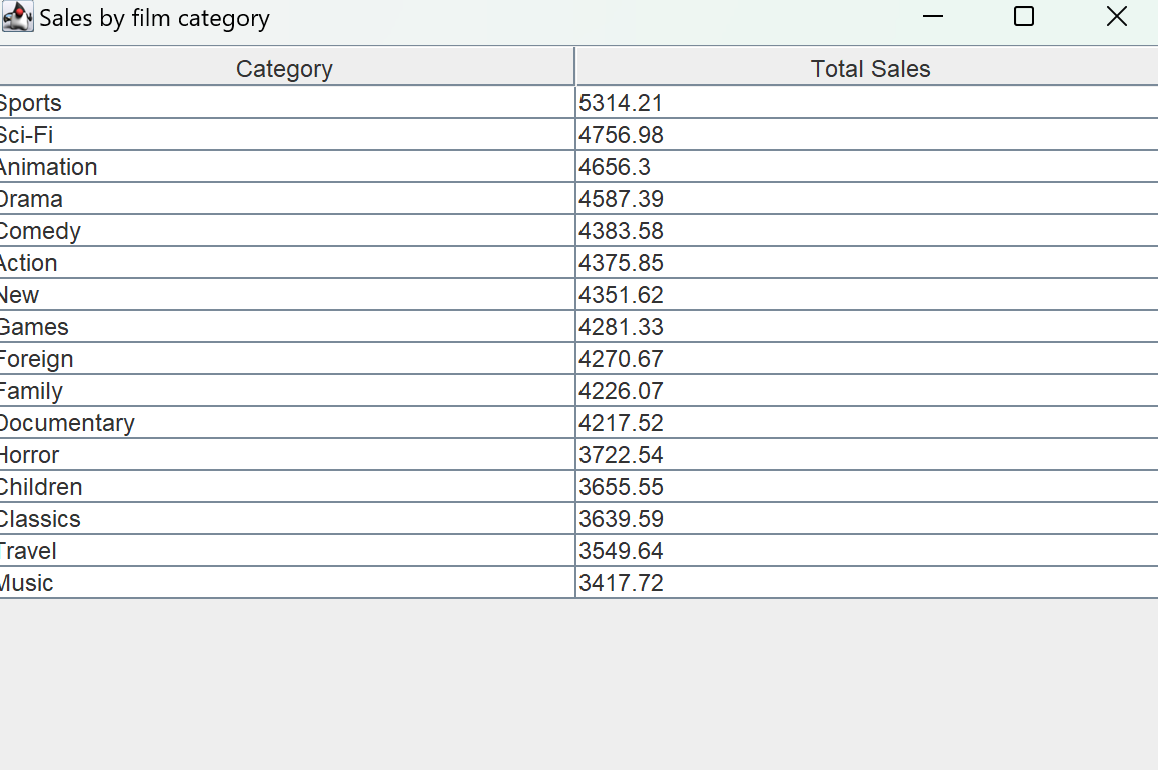 Sales by film category
Category Total Sales
Sports 5314.21
Sci-Fi 4756.98
Animation 4656.3
Drama 4587.39
Comedy 4383.58
Action 4375.85
New 4351.62
Games 4281.33
Foreign 4270.67
Family 4226.07
Documentary 4217.52
Horror 3722.54
Children 3655.55
Classics 3639.59
Travel 3549.64
Music 3417.72